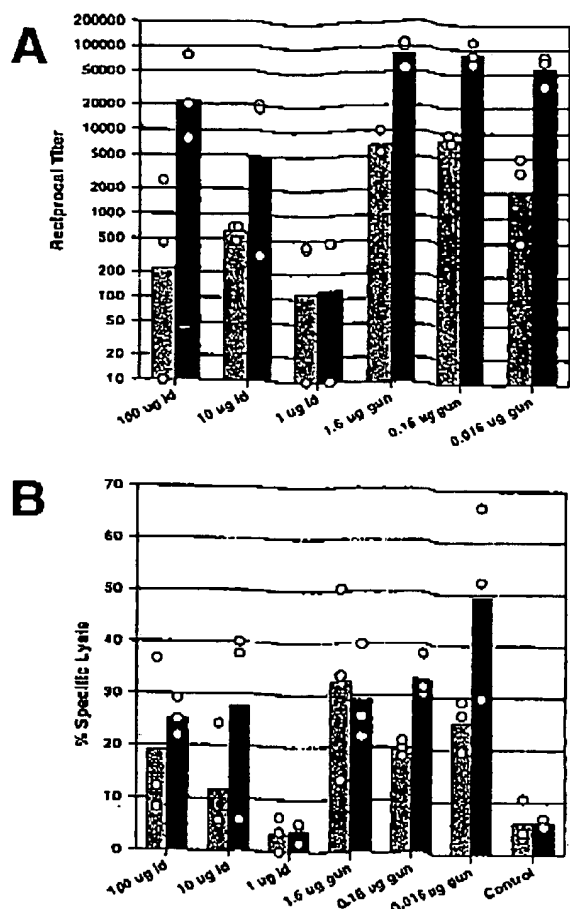 A
200000
100000
50000
20000
10000
5000
2000
1000
500
200
100
50
20
10
Reciprocal Titer
100 ug id
10 ug id
1 ug id
1.6 ug gun
0.16 ug gun
0.016 ug gun
B
70
60
50
40
30
20
10
0
% Specific Lysis
100 ug id
10 ug id
1 ug id
1.6 ug gun
0.16 ug gun
0.016 ug gun
Control